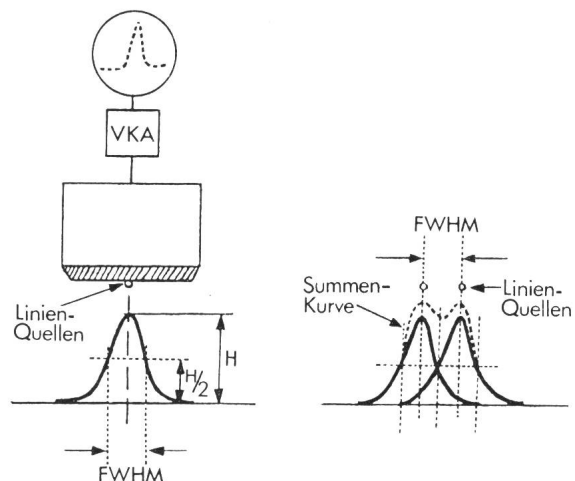 VKA
Linien-
Quellen
H
H/2
FWHM
FWHM
Summen-
Kurve
Linien-
Quellen